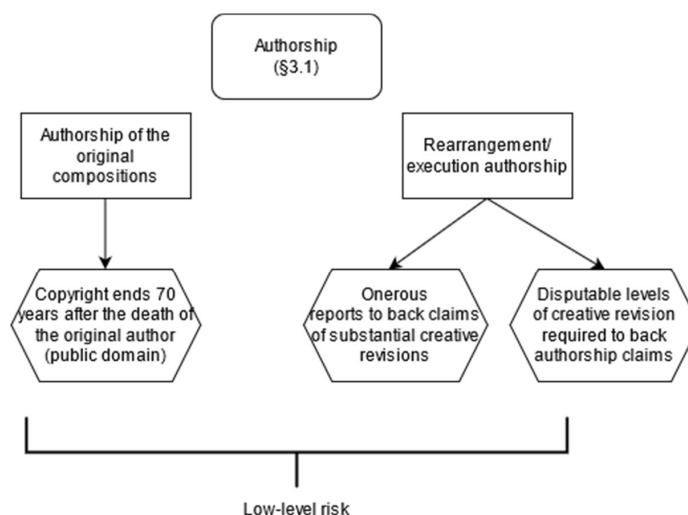 Authorship
(§3.1)
Authorship of the
original
compositions
Rearrangement/
execution authorship
Copyright ends 70
years after the death of
the original author
(public domain)
Onerous
reports to back claims
of substantial creative
revisions
Disputable levels
of creative revision
required to back
authorship claims
Low-level risk